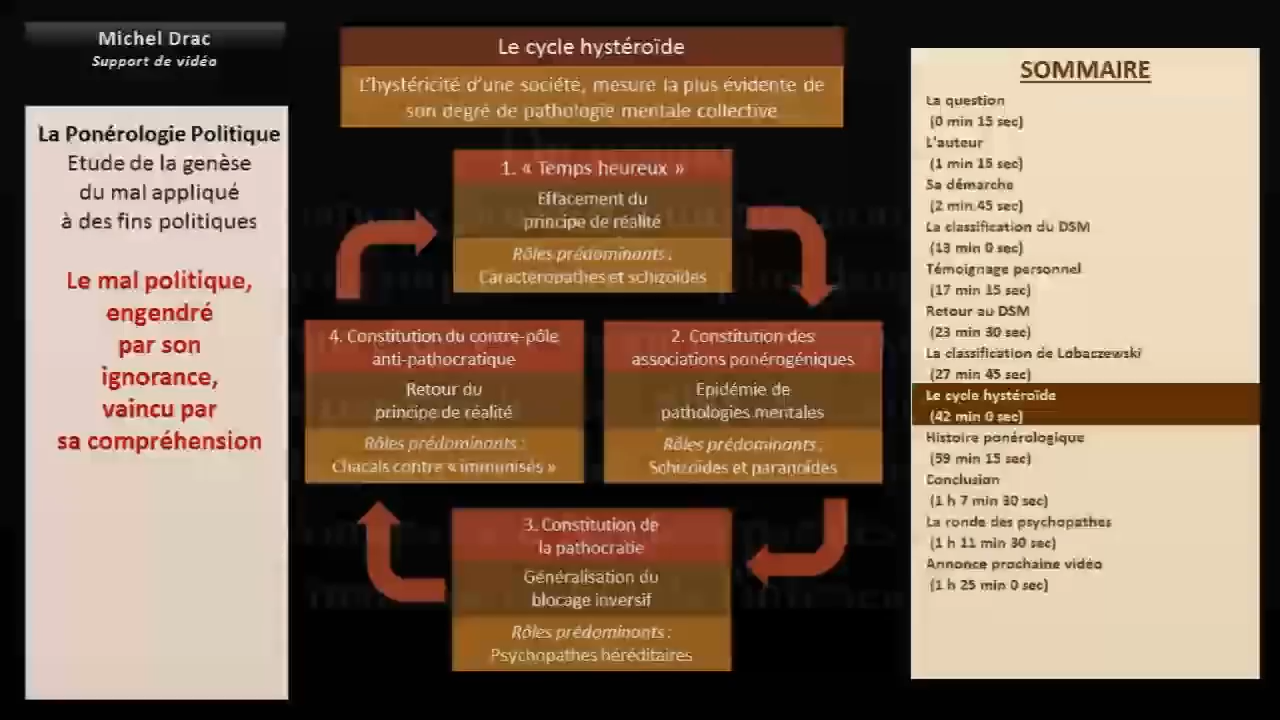 Michel Drac
Support de vidéo
La Ponérologie Politique
Etude de la genèse
du mal appliqué
à des fins politiques
Le mal politique,
engendré
par son
ignorance,
vaincu par
sa compréhension
Le cycle hystéroïde
L'hystéricité d'une société, mesure la plus évidente de
son degré de pathologie mentale collective
1. « Temps heureux »
Effacement du
principe de réalité
Rôles prédominants :
Caractéropathes et schizoïdes
2. Constitution des
associations ponérogéniques
Epidémie de
pathologies mentales
Rôles prédominants :
Schizoïdes et paranoïdes
3. Constitution de
la pathocratie
Généralisation du
blocage inversif
Rôles prédominants :
Psychopathes héréditaires
4. Constitution du contre-pôle
anti-pathocratique
Retour du
principe de réalité
Rôles prédominants :
Chacals contre « immunisés »
SOMMAIRE
La question
(0 min 15 sec)
L'auteur
(1 min 15 sec)
Sa démarche
(2 min 45 sec)
La classification du DSM
(13 min 0 sec)
Témoignage personnel
(17 min 15 sec)
Retour au DSM
(23 min 30 sec)
La classification de Lobaczewski
(27 min 45 sec)
Le cycle hystéroïde
(42 min 0 sec)
Histoire ponérologique
(59 min 15 sec)
Conclusion
(1 h 7 min 30 sec)
La ronde des psychopathes
(1 h 11 min 30 sec)
Annonce prochaine vidéo
(1 h 25 min 0 sec)